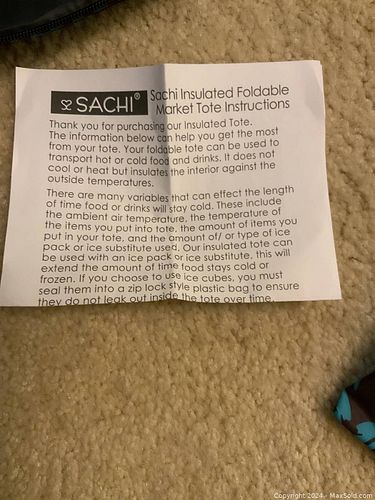 SACHI®
Sachi Insulated Foldable
Market Tote Instructions
Thank you for purchasing our Insulated Tote.
The information below can help you get the most
from your tote. Your foldable tote can be used to
transport hot or cold food and drinks. It does not
cool or heat but insulates the interior against the
outside temperatures.
There are many variables that can effect the length
of time food or drinks will stay cold. These include
the ambient air temperature, the temperature of
the items you put into tote, the amount of items you
put in your tote, and the amount of/ or type of ice
pack or ice substitute used. Our insulated tote can
be used with an ice pack or ice substitute, this will
extend the amount of time food stays cold or
frozen. If you choose to use ice cubes, you must
seal them into a zip lock style plastic bag to ensure
they do not leak out inside the tote over time.
Copyright 2024 - MaxSold.com